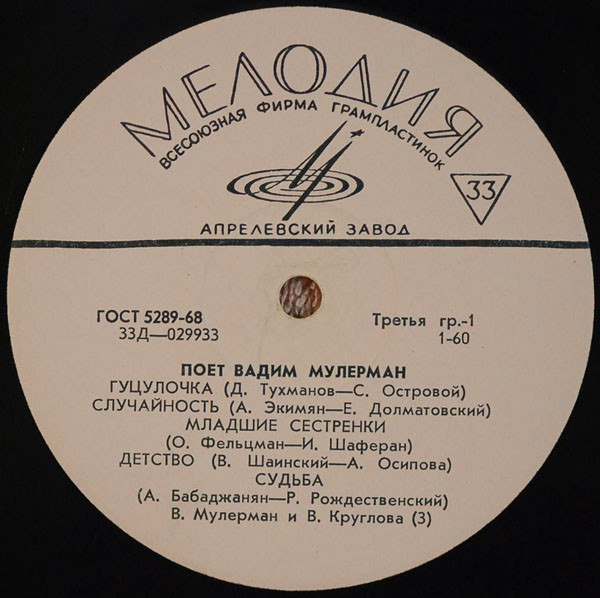 МЕЛОДИЯ
ВСЕСОЮЗНАЯ ФИРМА ГРАМПЛАСТИНОК
33
АПРЕЛЕВСКИЙ ЗАВОД
ГОСТ 5289-68 Третья гр.-1
33Д—029933 1-60
ПОЕТ ВАДИМ МУЛЕРМАН
ГУЦУЛОЧКА (Д. Тухманов—С. Островой)
СЛУЧАЙНОСТЬ (А. Экимян—Е. Долматовский)
МЛАДШИЕ СЕСТРЕНКИ
(О. Фельцман—И. Шаферан)
ДЕТСТВО (В. Шаинский—А. Осипова)
СУДЬБА
(А. Бабаджанян—Р. Рождественский)
В. Мулерман и В. Круглова (3)